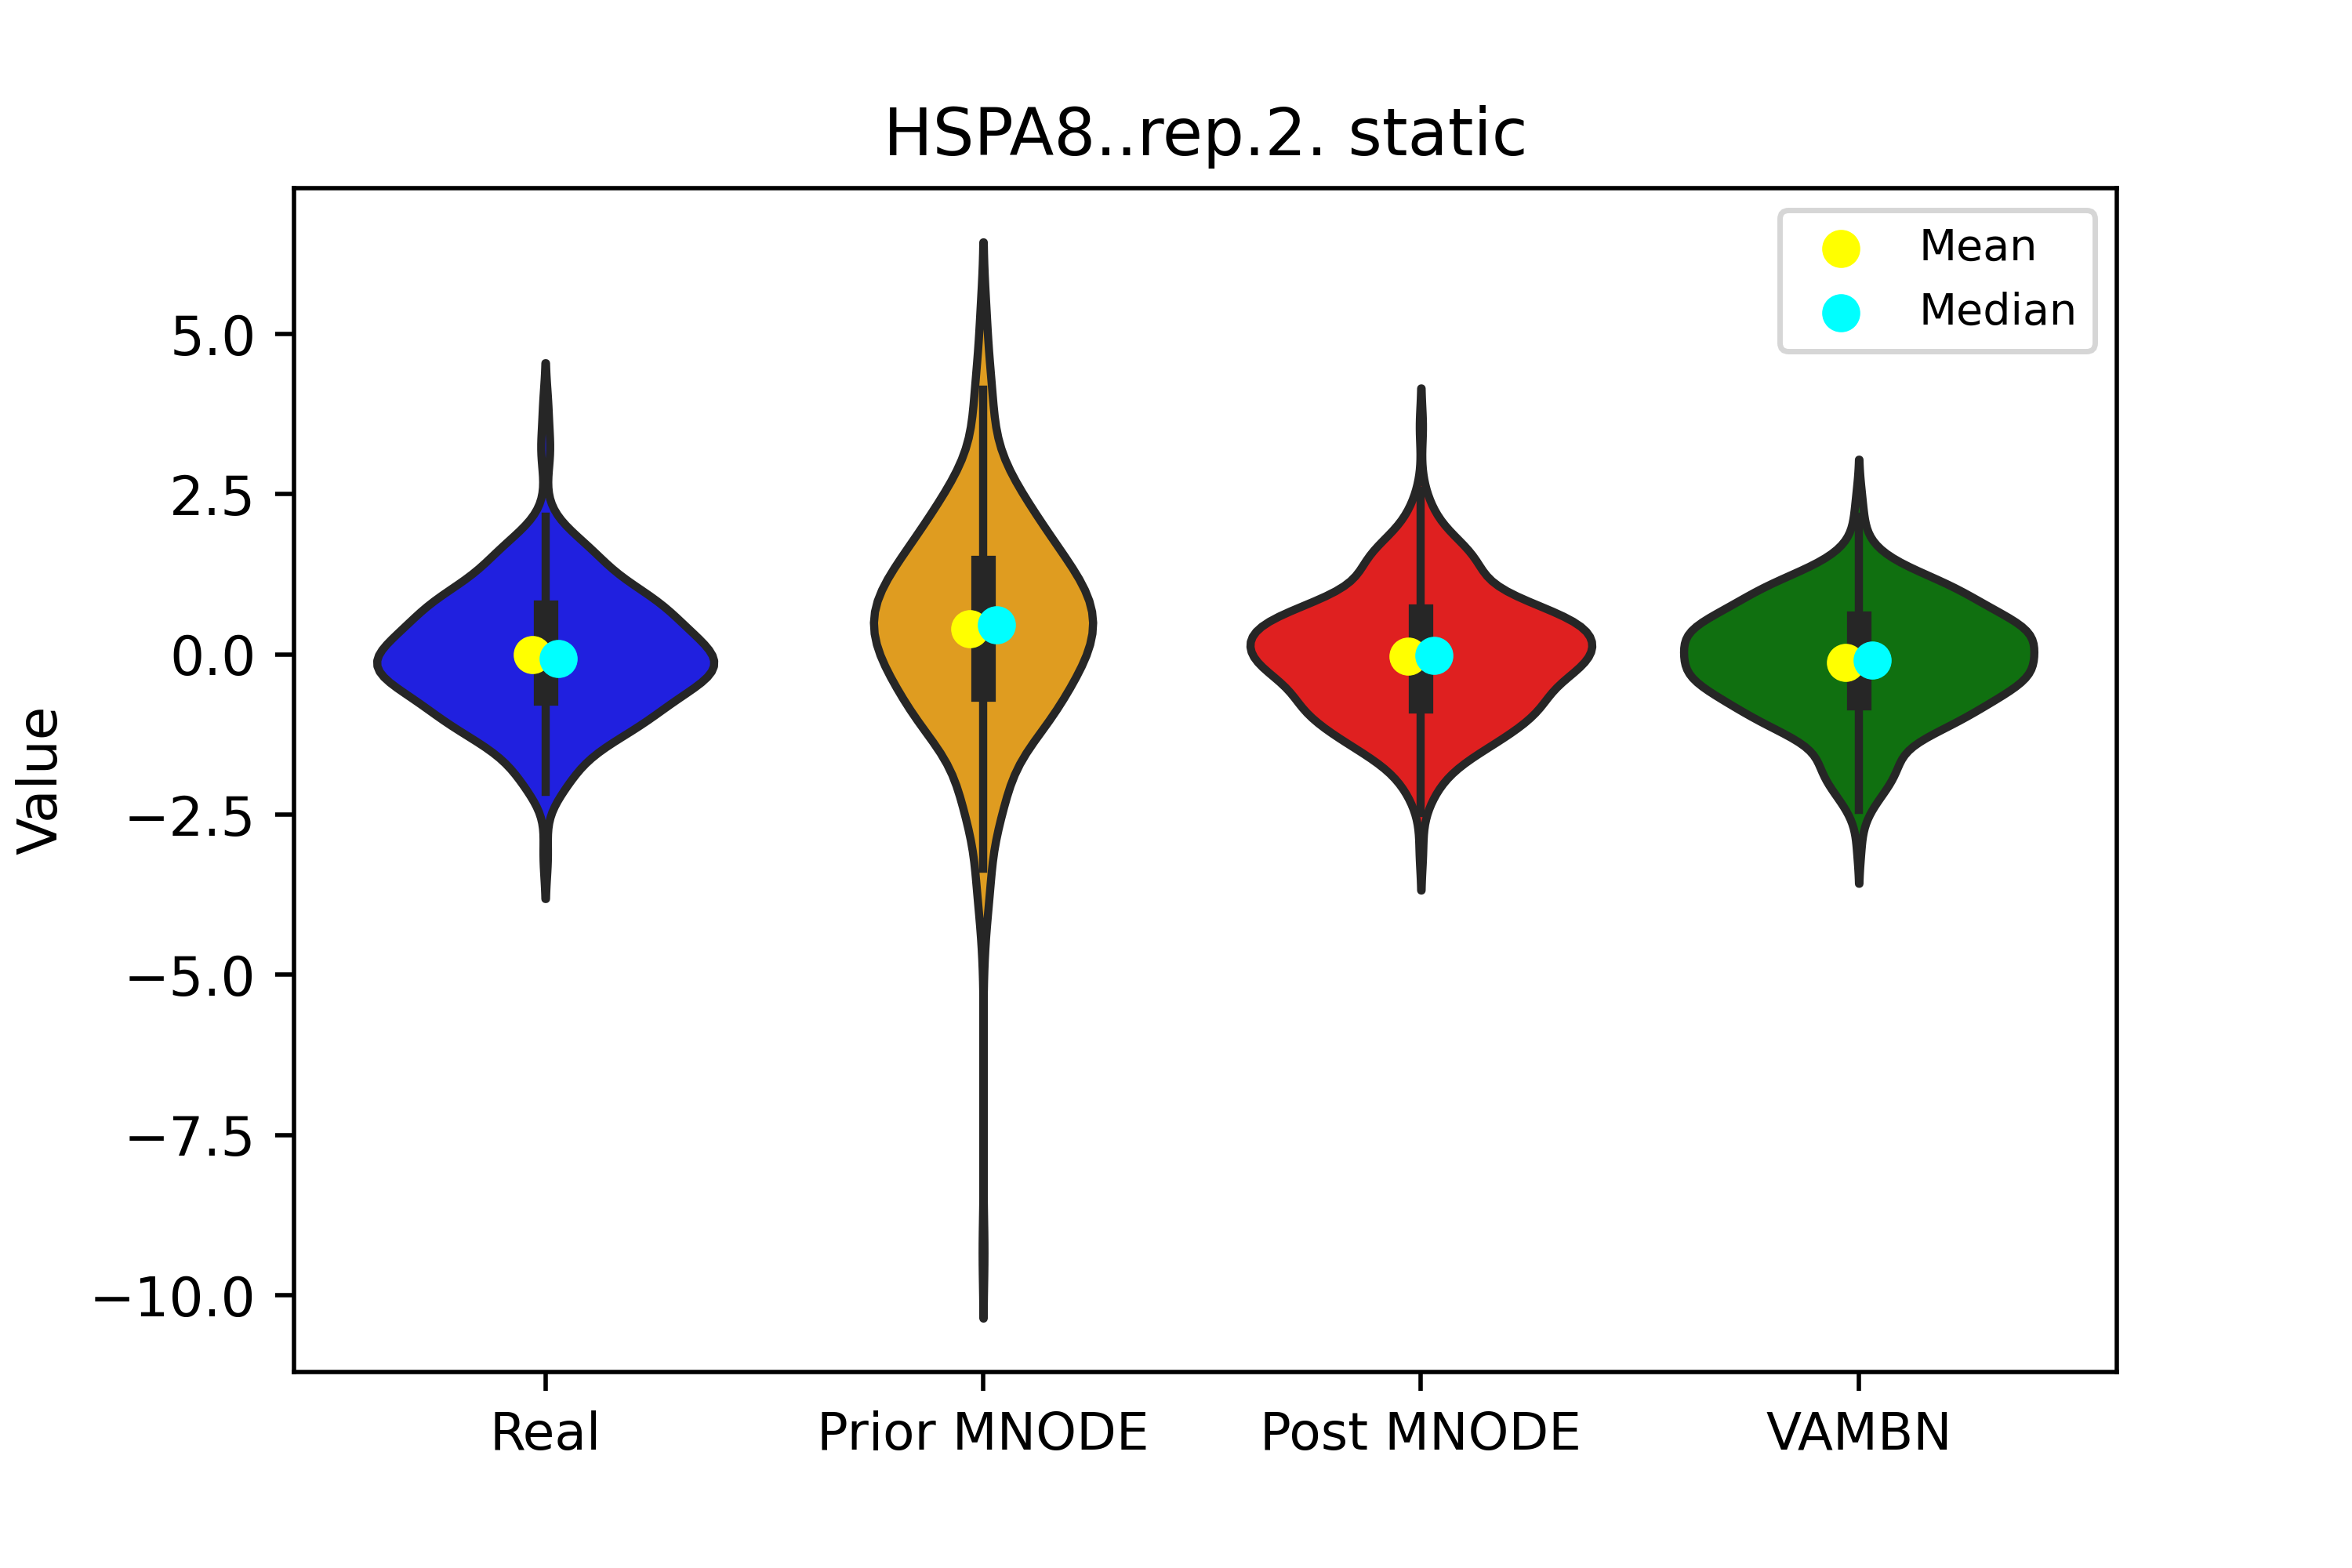 HSPA8..rep.2. static
Mean
Median
Value
5.0
2.5
0.0
−2.5
−5.0
−7.5
−10.0
Real
Prior MNODE
Post MNODE
VAMBN